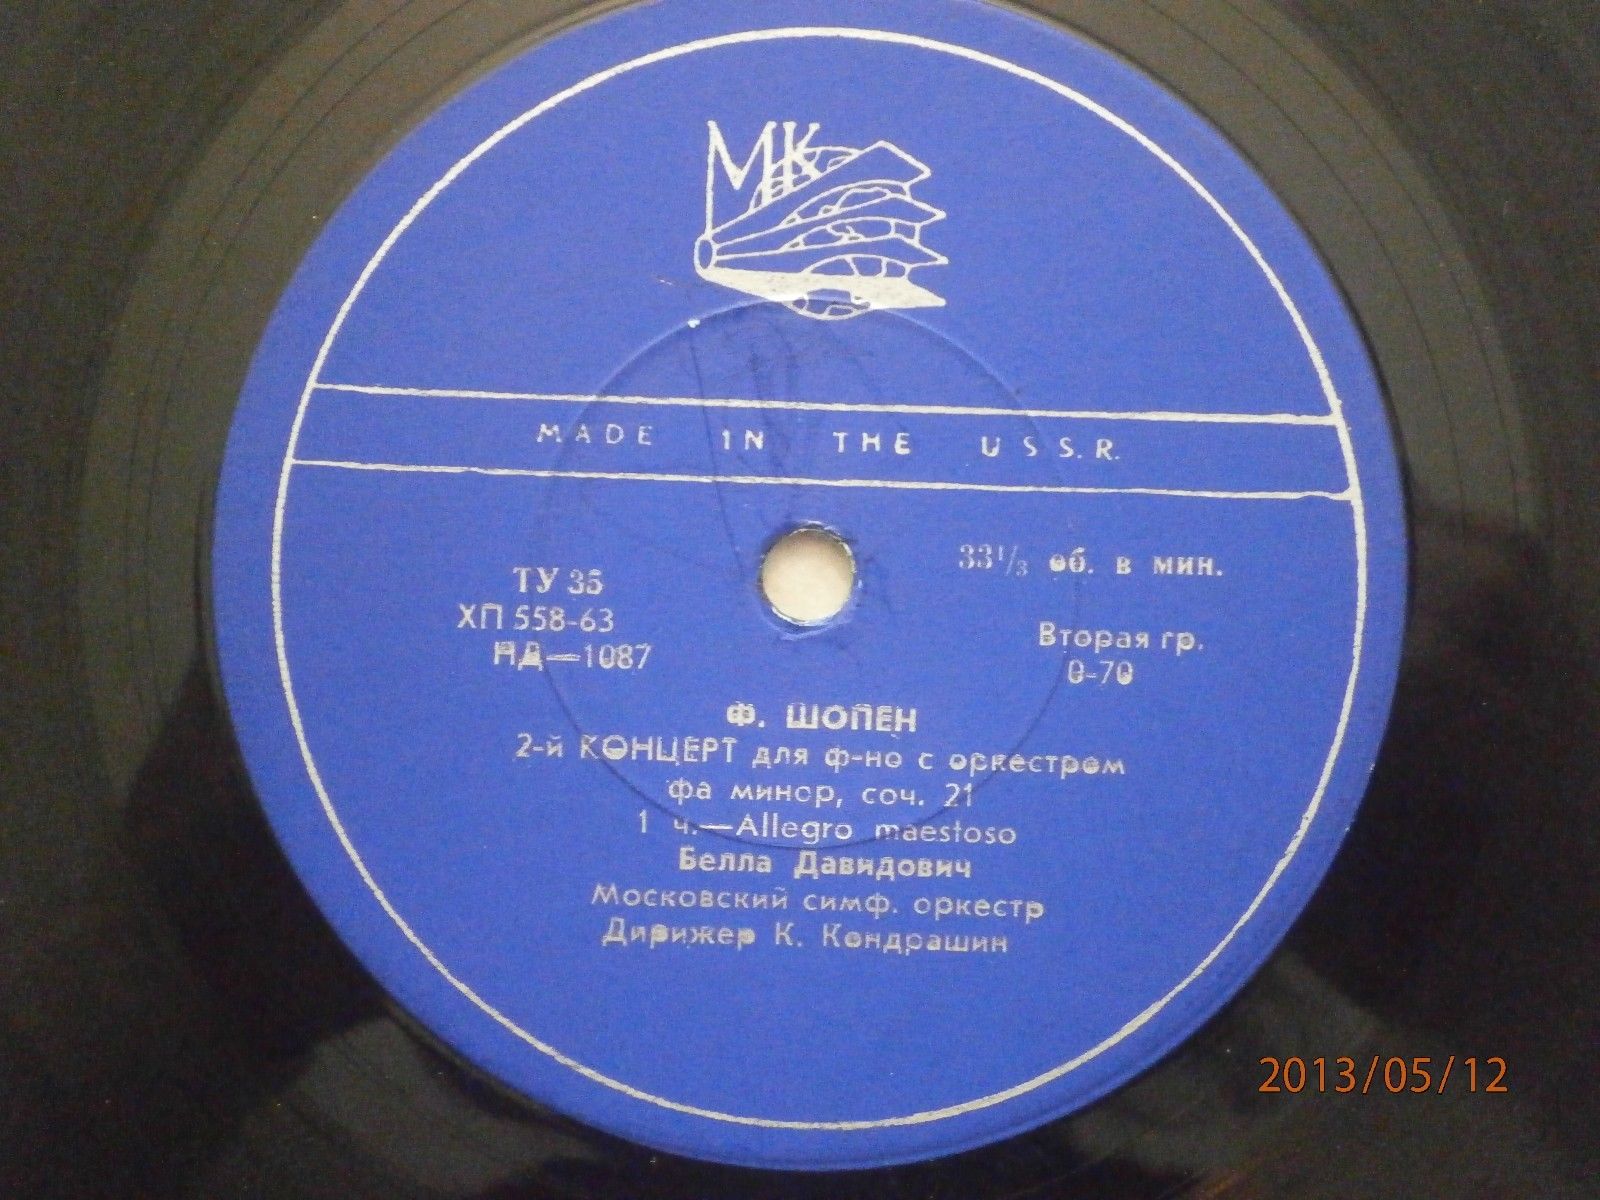 МК
MADE IN THE U S S. R.
ТУ 35
ХП 558-63
НД—1087
33⅓ об. в мин.
Вторая гр.
0-70
Ф. ШОПЕН
2-й КОНЦЕРТ для ф-но с оркестром
фа минор, соч. 21
1 ч.—Allegro maestoso
Белла Давидович
Московский симф. оркестр
Дирижер К. Кондрашин
2013/05/12